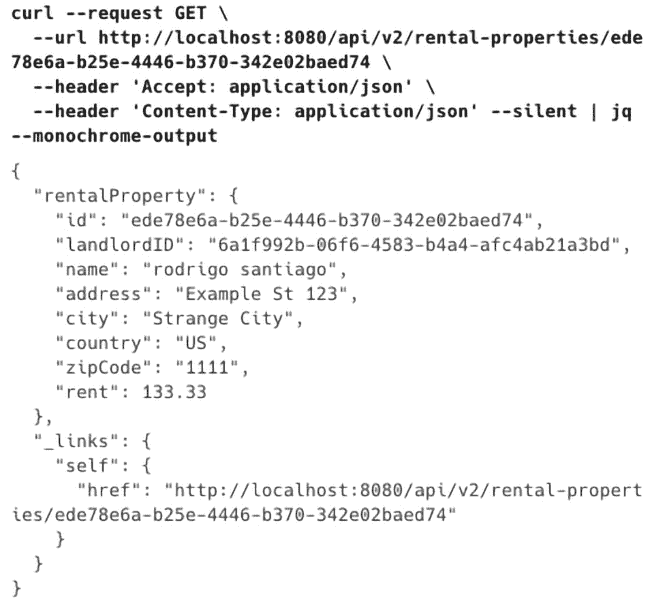 curl --request GET \
  --url http://localhost:8080/api/v2/rental-properties/ede
78e6a-b25e-4446-b370-342e02baed74 \
  --header 'Accept: application/json' \
  --header 'Content-Type: application/json' --silent | jq
--monochrome-output
{
  "rentalProperty": {
    "id": "ede78e6a-b25e-4446-b370-342e02baed74",
    "landlordID": "6a1f992b-06f6-4583-b4a4-afc4ab21a3bd",
    "name": "rodrigo santiago",
    "address": "Example St 123",
    "city": "Strange City",
    "country": "US",
    "zipCode": "1111",
    "rent": 133.33
  },
  "_links": {
    "self": {
      "href": "http://localhost:8080/api/v2/rental-propert
ies/ede78e6a-b25e-4446-b370-342e02baed74"
    }
  }
}